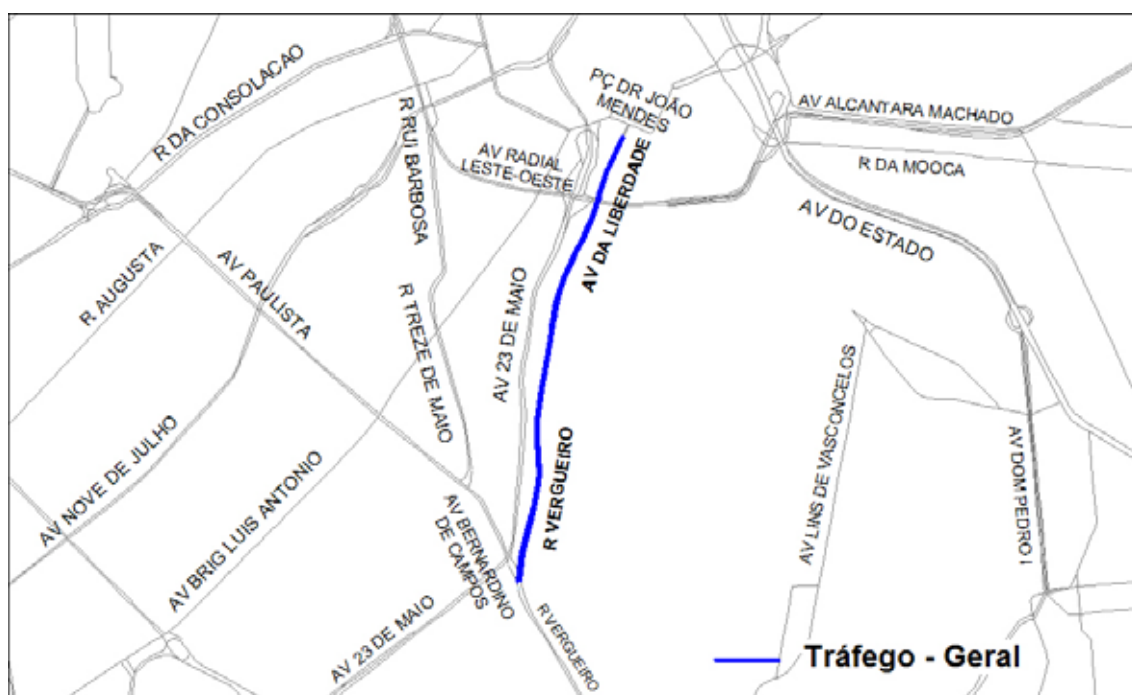 R DA CONSOLACAO
PÇ DR JOÃO
MENDES
AV ALCANTARA MACHADO
R RUI BARBOSA
AV RADIAL
LESTE-OESTE
R DA MOOCA
AV DA LIBERDADE
AV DO ESTADO
R AUGUSTA
AV PAULISTA
AV 23 DE MAIO
R TREZE DE MAIO
AV NOVE DE JULHO
AV BRIG LUIS ANTONIO
R VERGUEIRO
AV LINS DE VASCONCELOS
AV DOM PEDRO I
AV BERNARDINO
DE CAMPOS
AV 23 DE MAIO
R VERGUEIRO
Tráfego - Geral